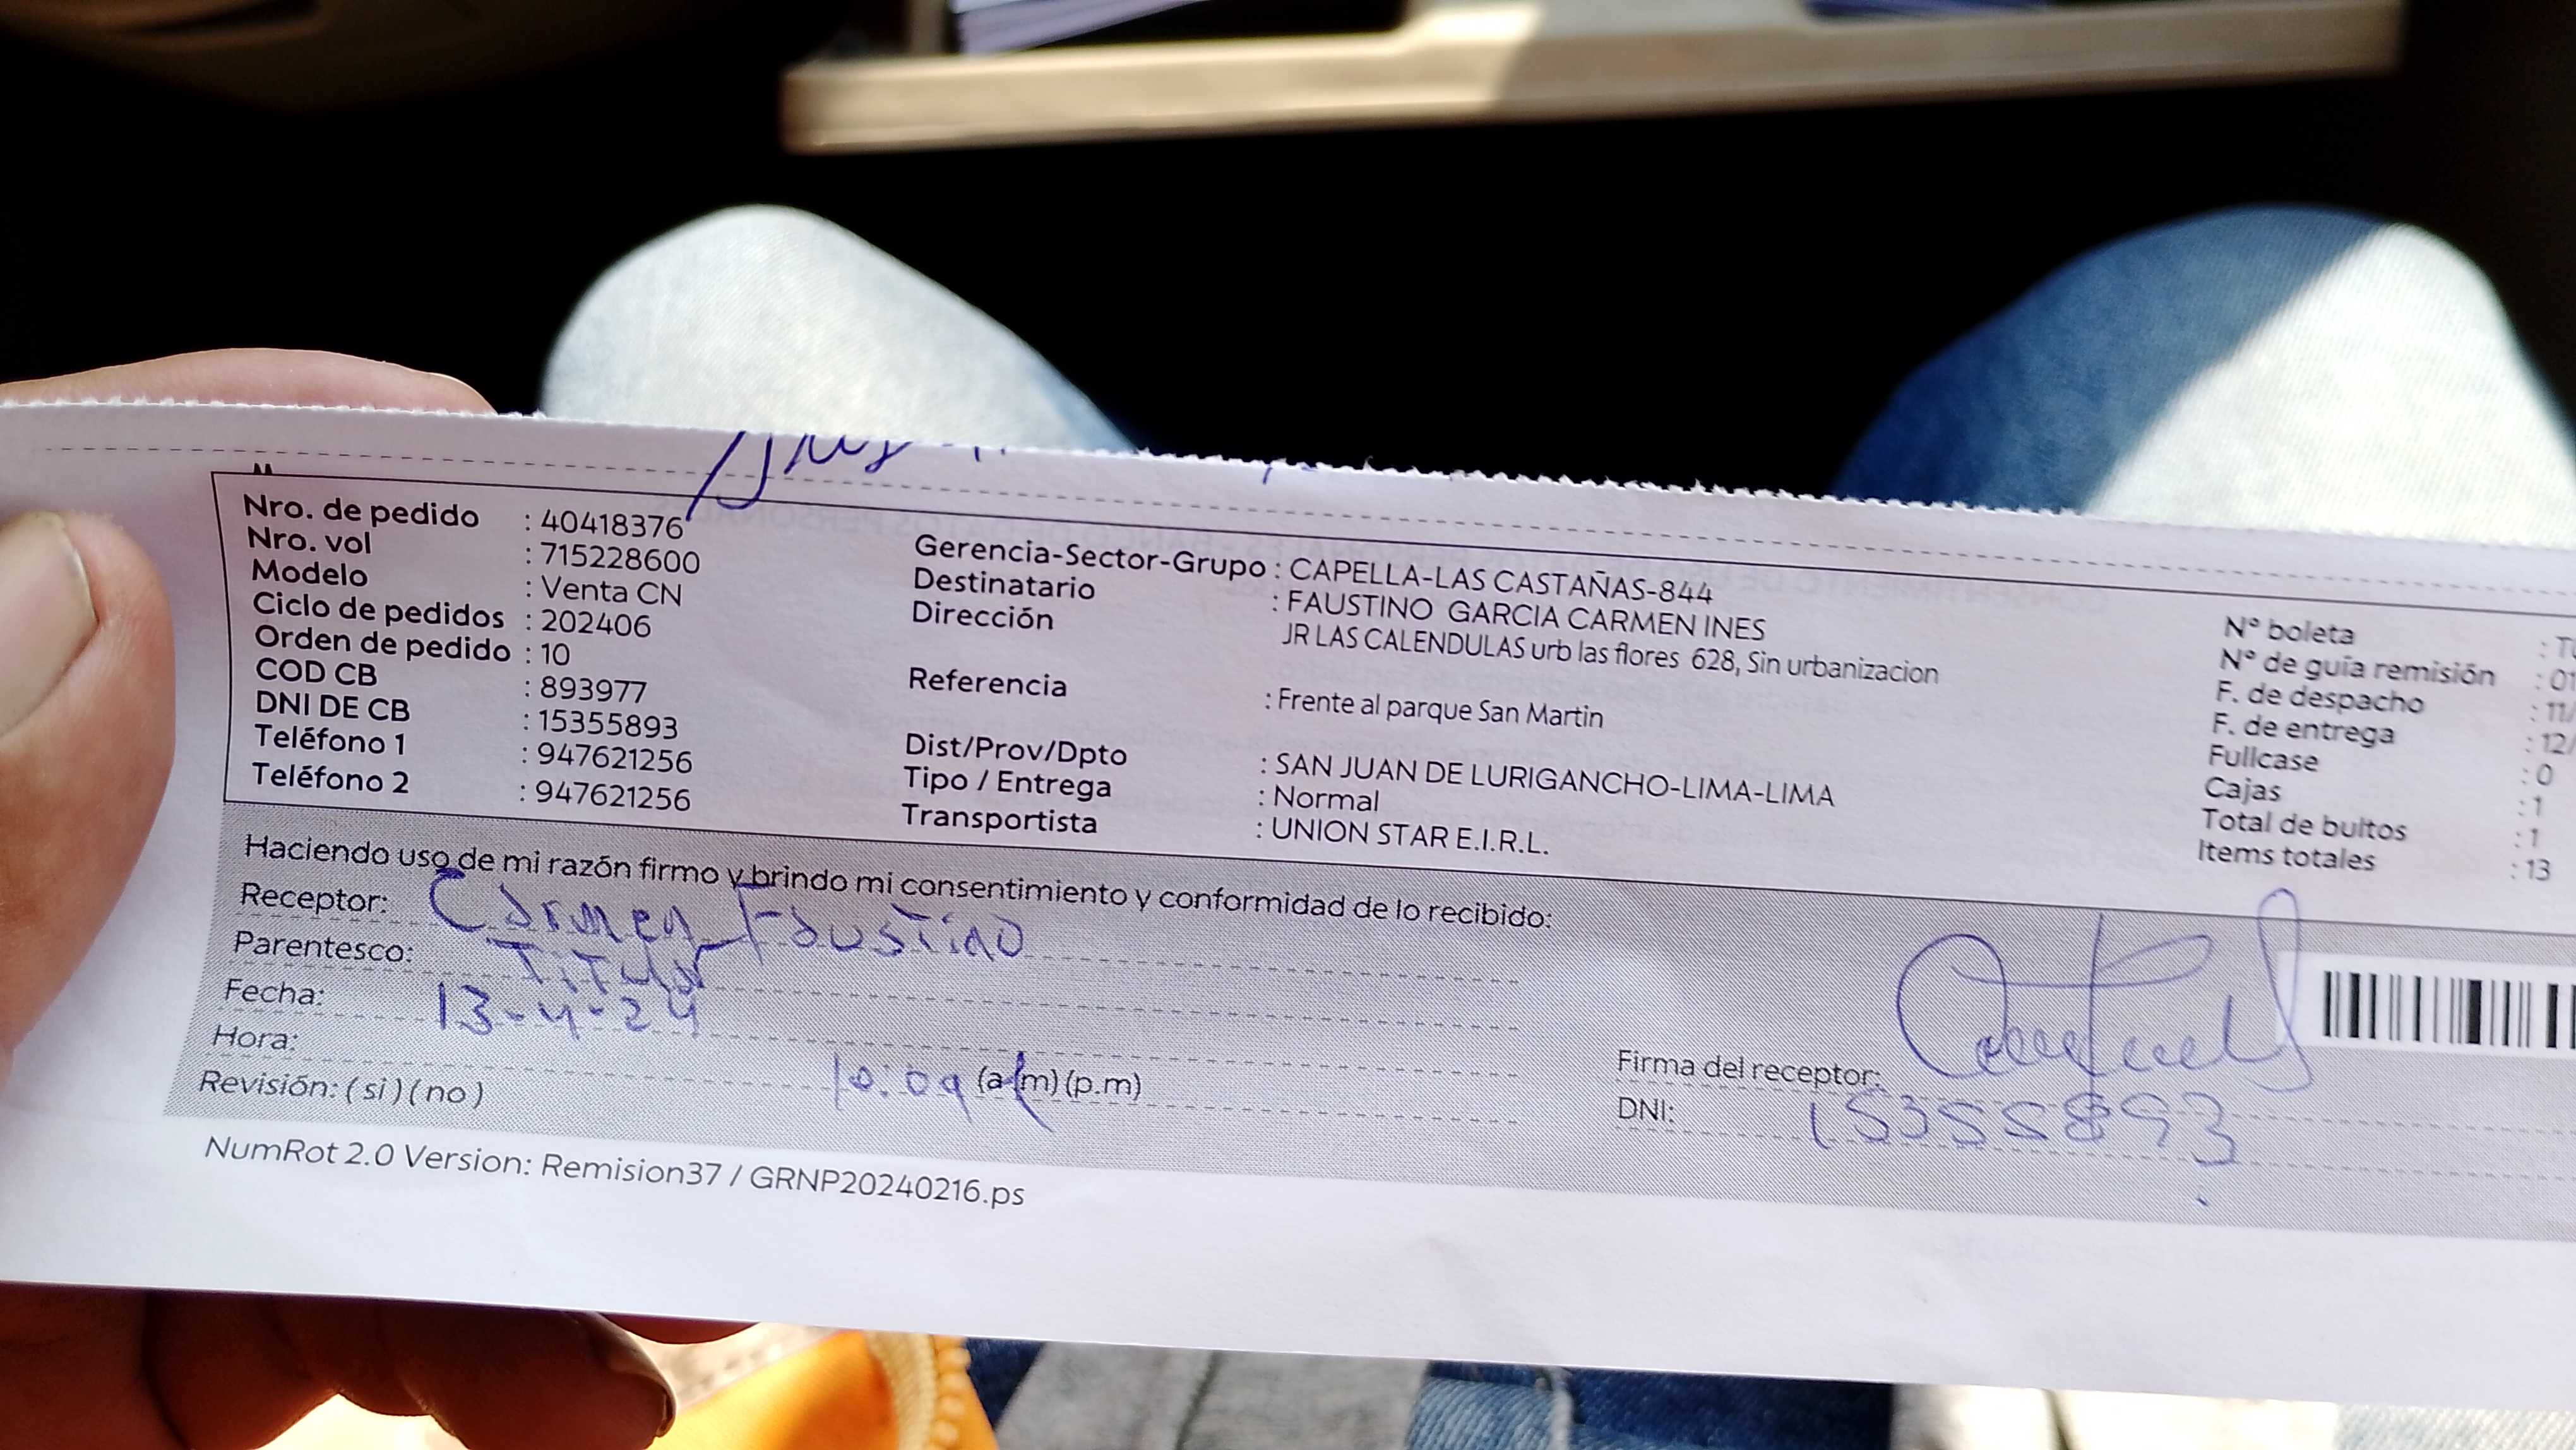 Nro. de pedido : 40418376
Nro. vol : 715228600
Modelo : Venta CN
Ciclo de pedidos : 202406
Orden de pedido : 10
COD CB : 893977
DNI DE CB : 15355893
Teléfono 1 : 947621256
Teléfono 2 : 947621256
Gerencia-Sector-Grupo : CAPELLA-LAS CASTAÑAS-844
Destinatario : FAUSTINO GARCIA CARMEN INES
Dirección JR LAS CALENDULAS urb las flores 628, Sin urbanizacion
Referencia : Frente al parque San Martin
Dist/Prov/Dpto : SAN JUAN DE LURIGANCHO-LIMA-LIMA
Tipo / Entrega : Normal
Transportista : UNION STAR E.I.R.L.
Nº boleta :
Nº de guía remisión : 01
F. de despacho : 11/
F. de entrega : 12/
Fullcase : 0
Cajas : 1
Total de bultos : 1
Items totales : 13
Haciendo uso de mi razón firmo y brindo mi consentimiento y conformidad de lo recibido:
Receptor: Carmen Faustino
Parentesco: Titular
Fecha: 13-4-24
Hora: 10:09 (a.m) (p.m)
Revisión: ( si ) ( no )
Firma del receptor:
DNI: 15355893
NumRot 2.0 Version: Remision37 / GRNP20240216.ps